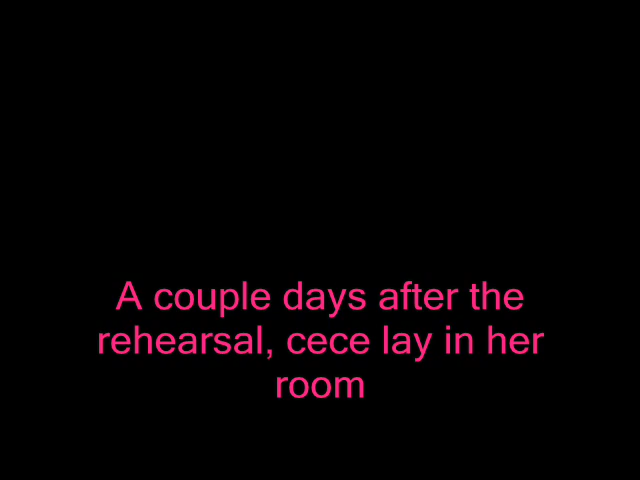 A couple days after the
rehearsal, cece lay in her
room